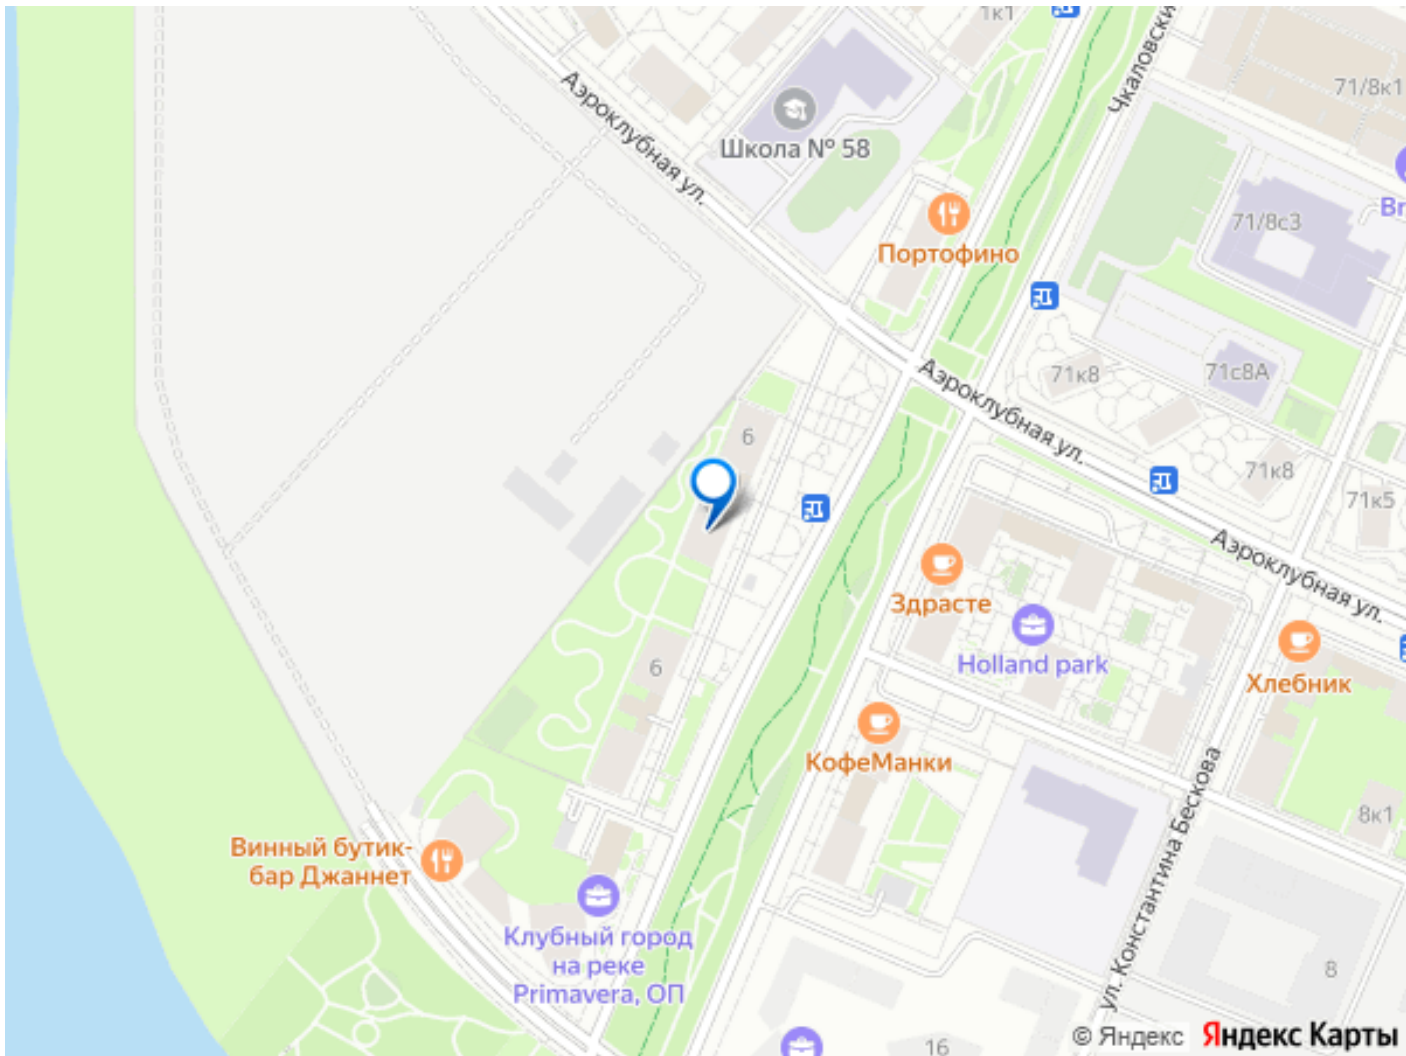 1к1
Чкаловски
71/8к1
Аэроклубная ул.
Школа № 58
Br
71/8с3
Портофино
71к8
71с8А
Аэроклубная ул.
6
71к8
71к5
Аэроклубная ул.
Здрасте
Holland park
6
Хлебник
КофеМанки
ул. Константина Бескова
8к1
Винный бутик-
бар Джаннет
Клубный город
на реке
Primavera, ОП
8
16
© Яндекс
Яндекс Карты